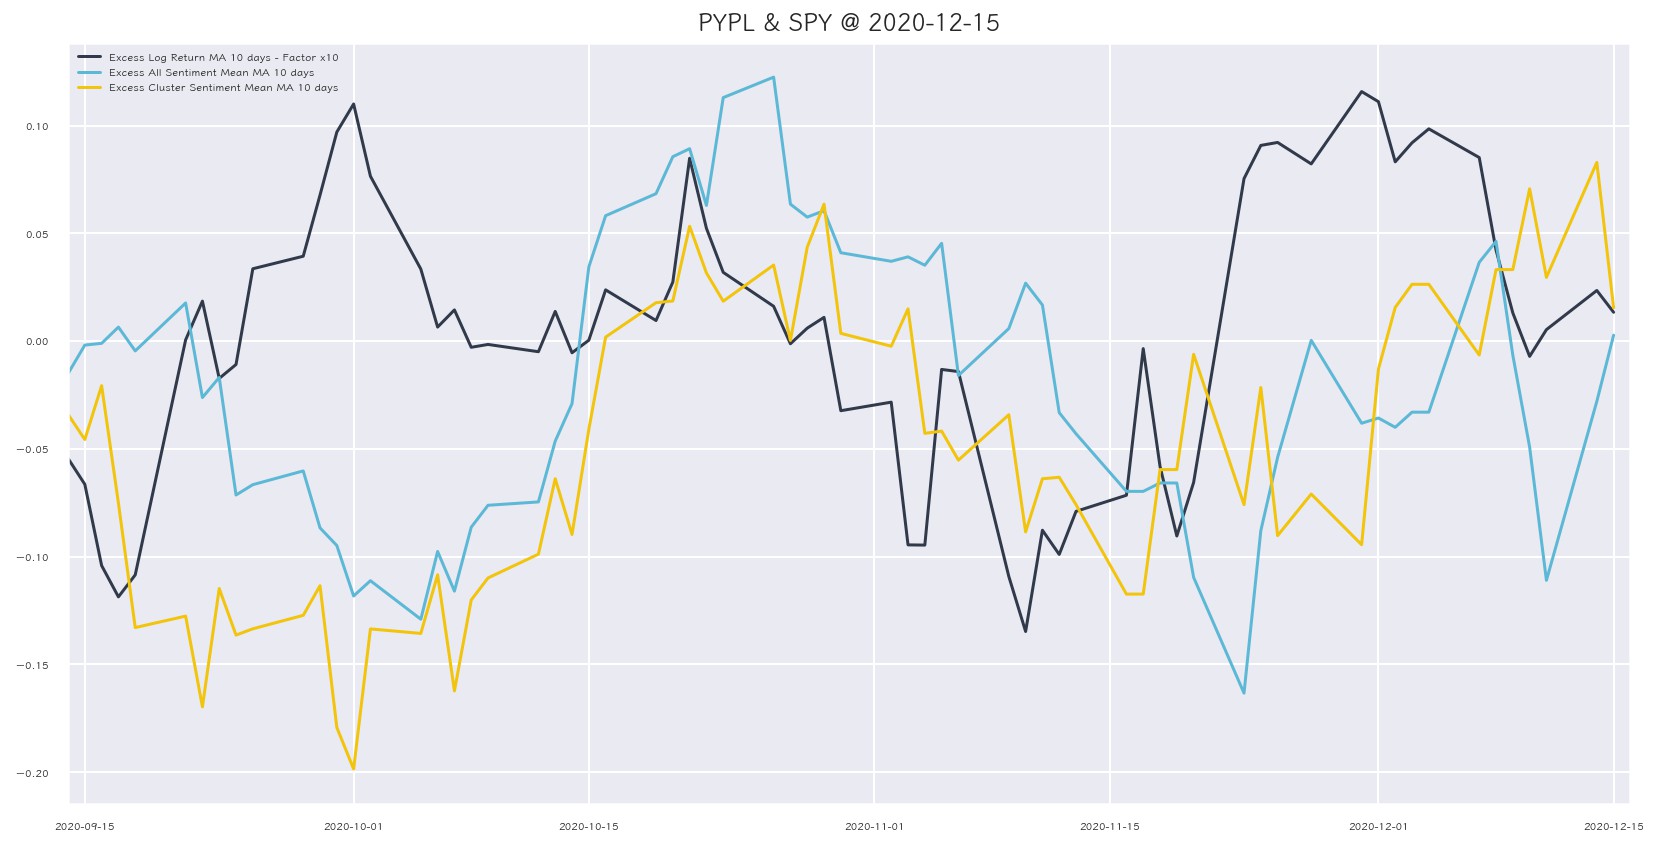 PYPL & SPY @ 2020-12-15
Excess Log Return MA 10 days - Factor x10
Excess All Sentiment Mean MA 10 days
Excess Cluster Sentiment Mean MA 10 days
0.10
0.05
0.00
−0.05
−0.10
−0.15
−0.20
2020-09-15 2020-10-01 2020-10-15 2020-11-01 2020-11-15 2020-12-01 2020-12-15